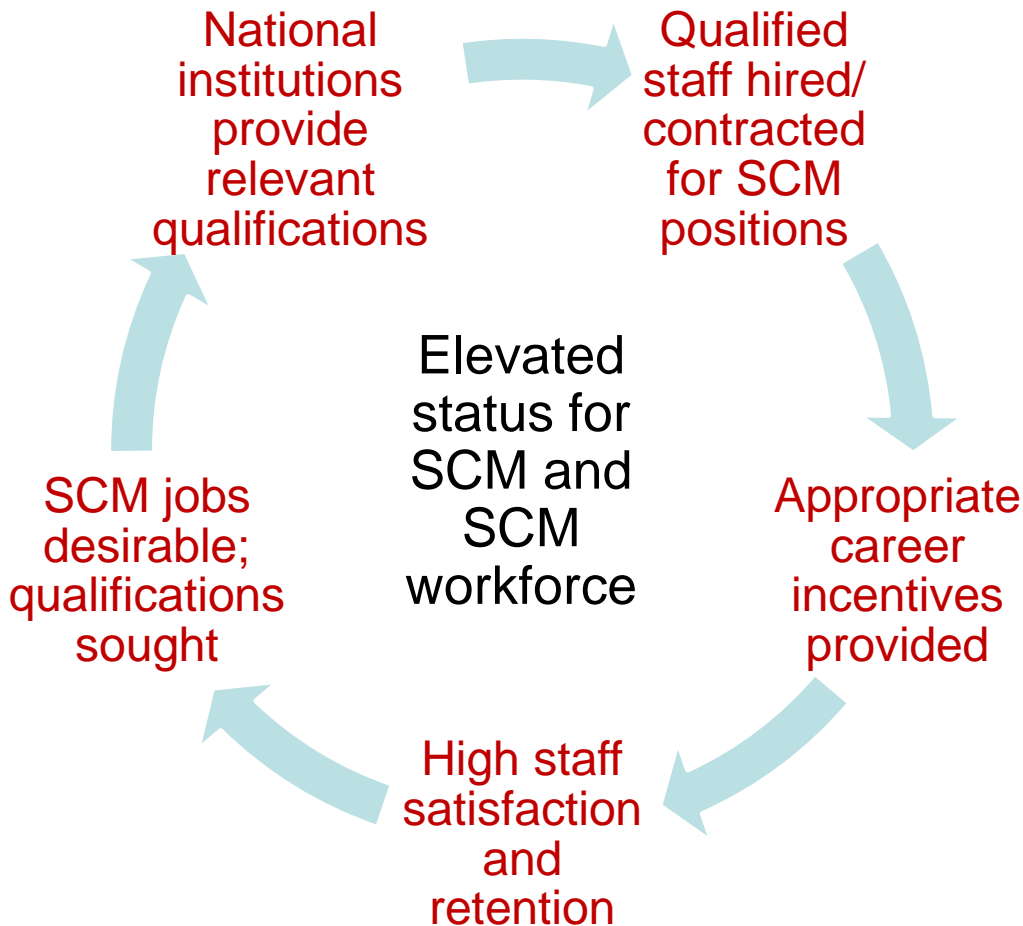 National
institutions
provide
relevant
qualifications
Qualified
staff hired/
contracted
for SCM
positions
Appropriate
career
incentives
provided
High staff
satisfaction
and
retention
SCM jobs
desirable;
qualifications
sought
Elevated
status for
SCM and
SCM
workforce